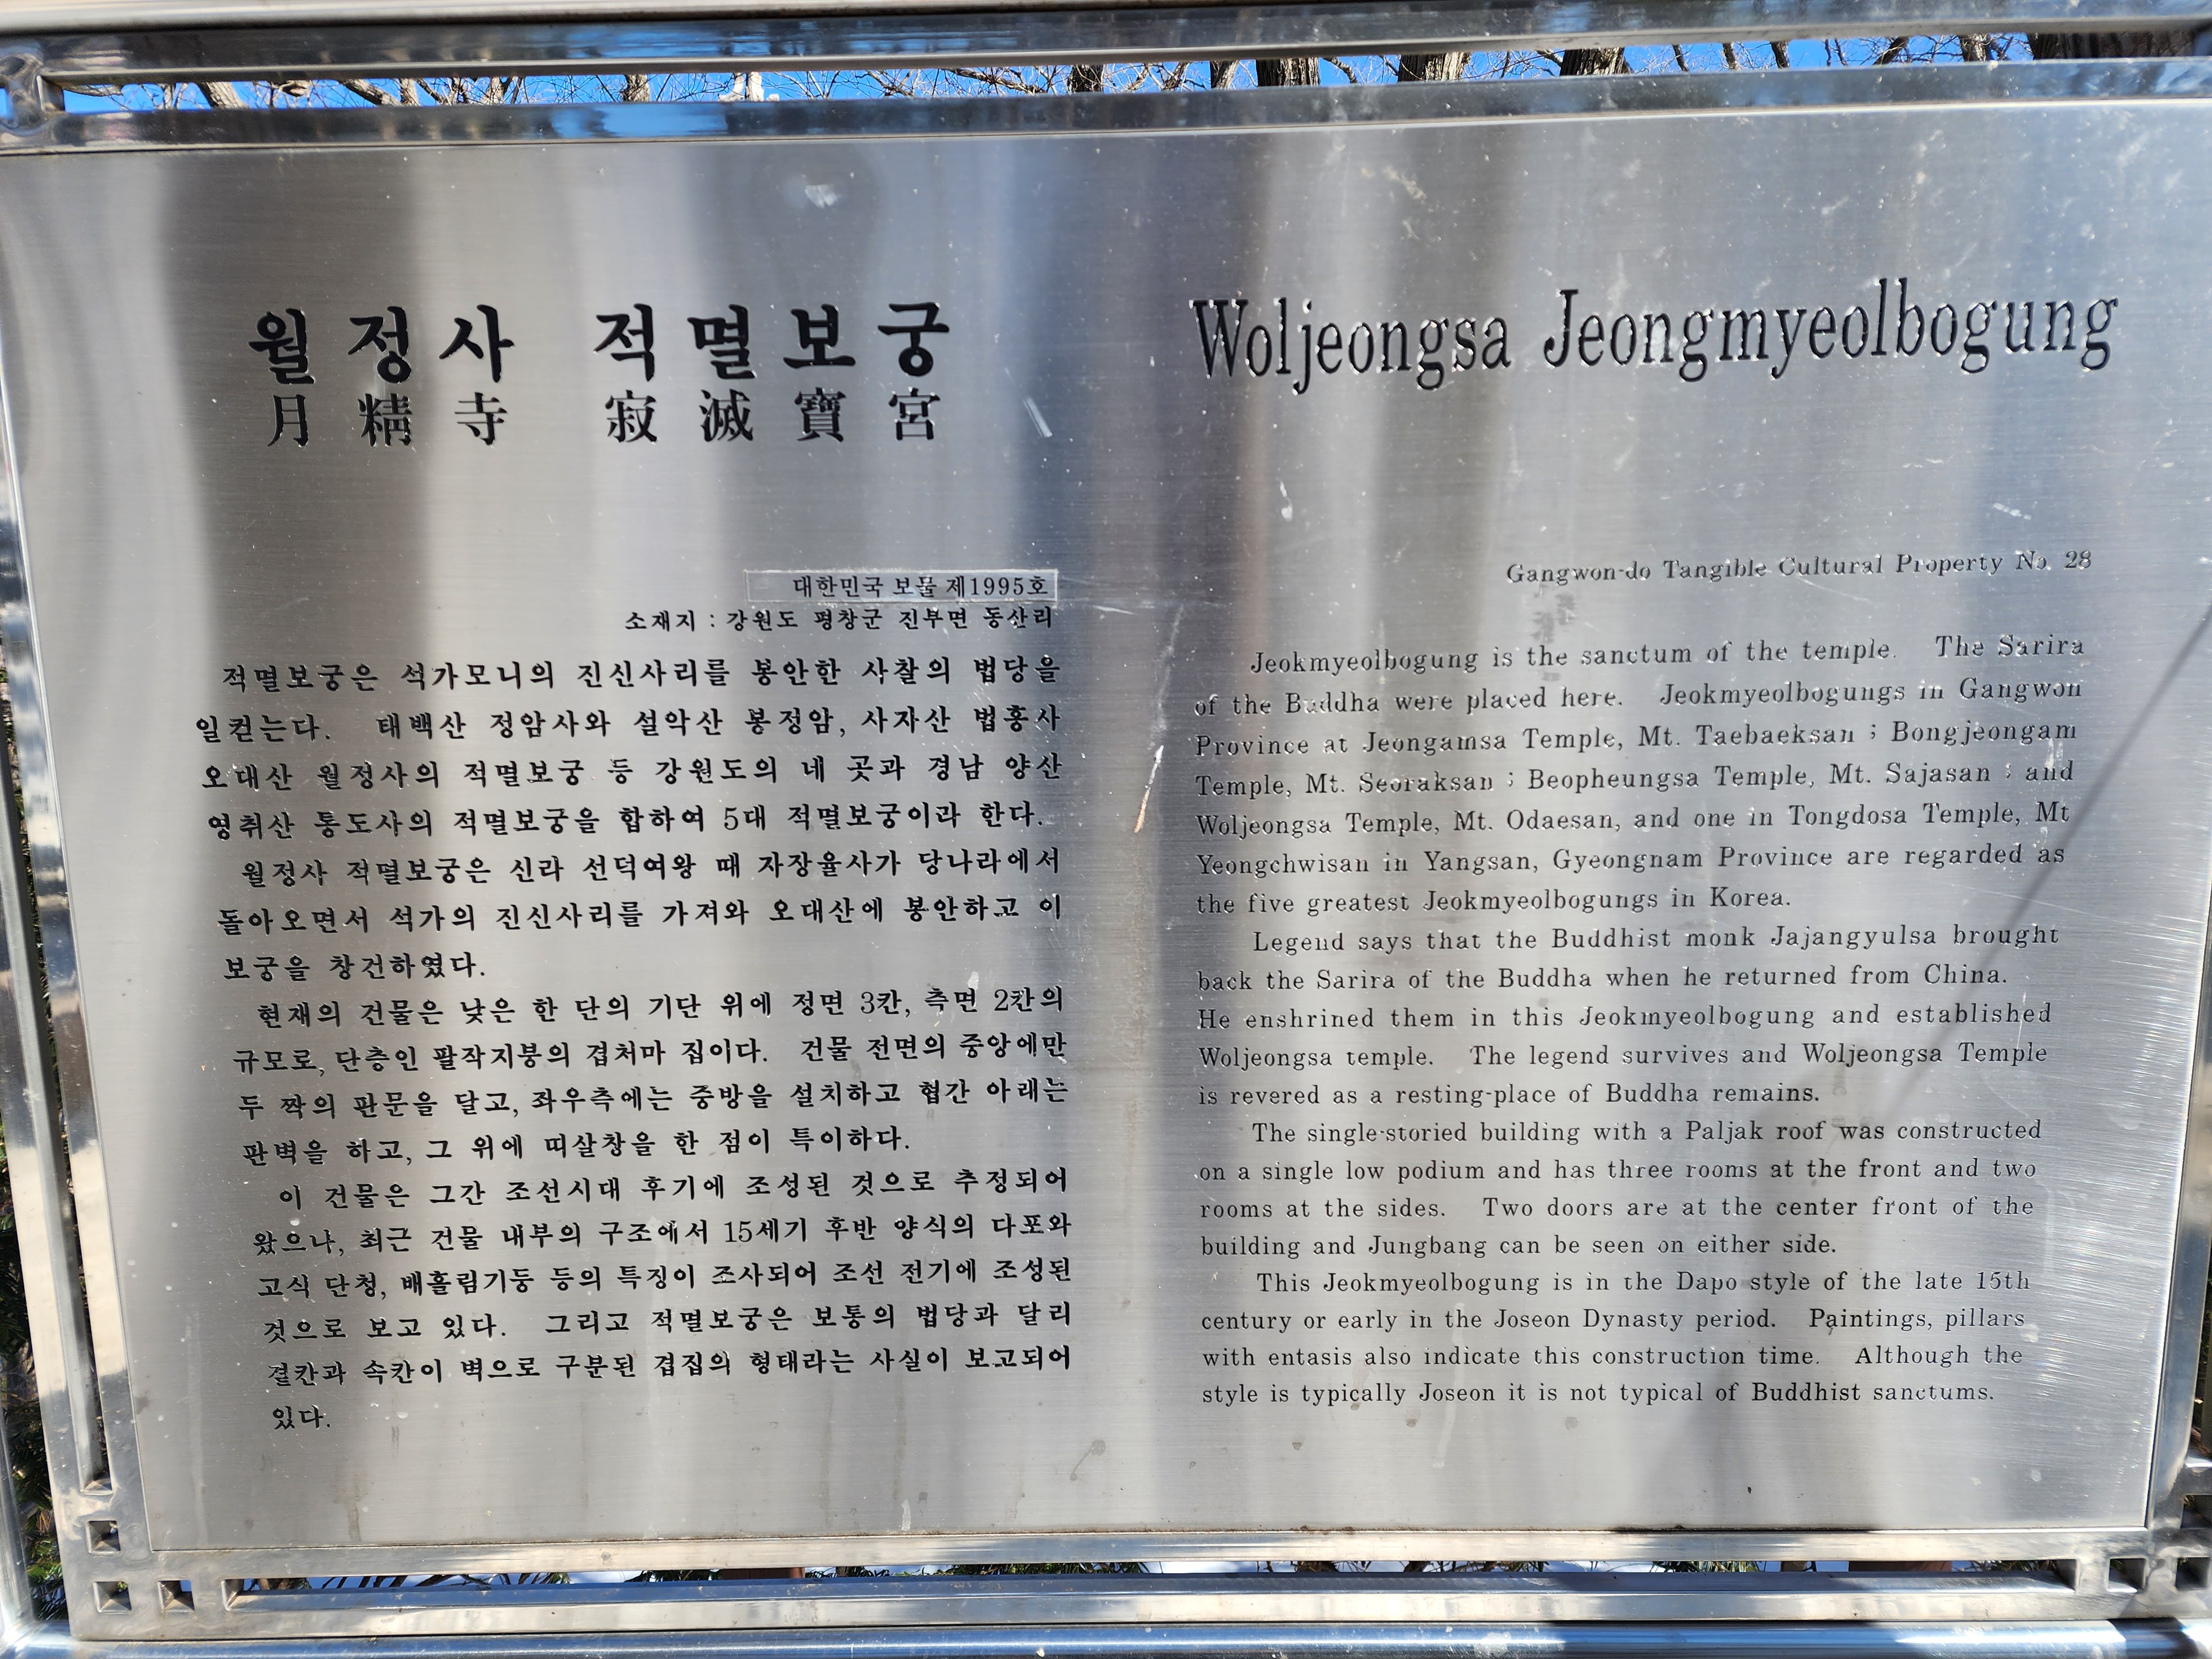 월정사 적멸보궁
月精寺 寂滅寶宮
대한민국 보물 제1995호
소재지 : 강원도 평창군 진부면 동산리
적멸보궁은 석가모니의 진신사리를 봉안한 사찰의 법당을
일컫는다. 태백산 정암사와 설악산 봉정암, 사자산 법흥사
오대산 월정사의 적멸보궁 등 강원도의 네 곳과 경남 양산
영취산 통도사의 적멸보궁을 합하여 5대 적멸보궁이라 한다.
월정사 적멸보궁은 신라 선덕여왕 때 자장율사가 당나라에서
돌아오면서 석가의 진신사리를 가져와 오대산에 봉안하고 이
보궁을 창건하였다.
현재의 건물은 낮은 한 단의 기단 위에 정면 3칸, 측면 2칸의
규모로, 단층인 팔작지붕의 겹처마 집이다. 건물 전면의 중앙에만
두 짝의 판문을 달고, 좌우측에는 중방을 설치하고 협간 아래는
판벽을 하고, 그 위에 띠살창을 한 점이 특이하다.
이 건물은 그간 조선시대 후기에 조성된 것으로 추정되어
왔으나, 최근 건물 내부의 구조에서 15세기 후반 양식의 다포와
고식 단청, 배흘림기둥 등의 특징이 조사되어 조선 전기에 조성된
것으로 보고 있다. 그리고 적멸보궁은 보통의 법당과 달리
곁칸과 속칸이 벽으로 구분된 겹집의 형태라는 사실이 보고되어
있다.
Woljeongsa Jeongmyeolbogung
Gangwon-do Tangible Cultural Property No. 28
Jeokmyeolbogung is the sanctum of the temple. The Sarira
of the Buddha were placed here. Jeokmyeolbogungs in Gangwon
Province at Jeongamsa Temple, Mt. Taebaeksan ; Bongjeongam
Temple, Mt. Seoraksan ; Beopheungsa Temple, Mt. Sajasan ; and
Woljeongsa Temple, Mt. Odaesan, and one in Tongdosa Temple, Mt
Yeongchwisan in Yangsan, Gyeongnam Province are regarded as
the five greatest Jeokmyeolbogungs in Korea.
Legend says that the Buddhist monk Jajangyulsa brought
back the Sarira of the Buddha when he returned from China.
He enshrined them in this Jeokmyeolbogung and established
Woljeongsa temple. The legend survives and Woljeongsa Temple
is revered as a resting-place of Buddha remains.
The single-storied building with a Paljak roof was constructed
on a single low podium and has three rooms at the front and two
rooms at the sides. Two doors are at the center front of the
building and Jungbang can be seen on either side.
This Jeokmyeolbogung is in the Dapo style of the late 15th
century or early in the Joseon Dynasty period. Paintings, pillars
with entasis also indicate this construction time. Although the
style is typically Joseon it is not typical of Buddhist sanctums.